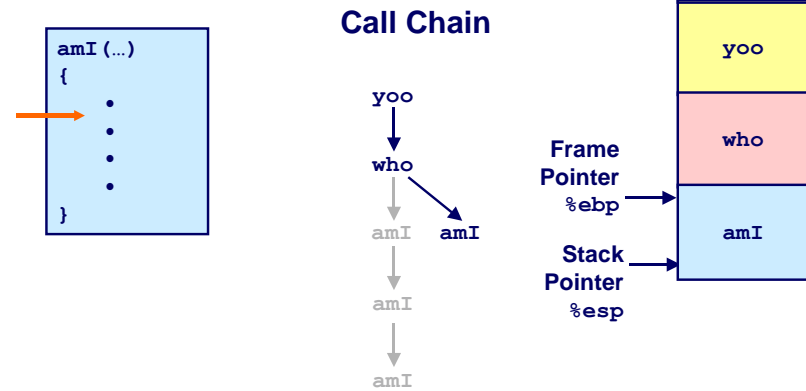 Call Chain
amI(…)
{
•
•
•
•
}
yoo
who
amI
amI
amI
amI
Frame
Pointer
%ebp
Stack
Pointer
%esp
yoo
who
amI